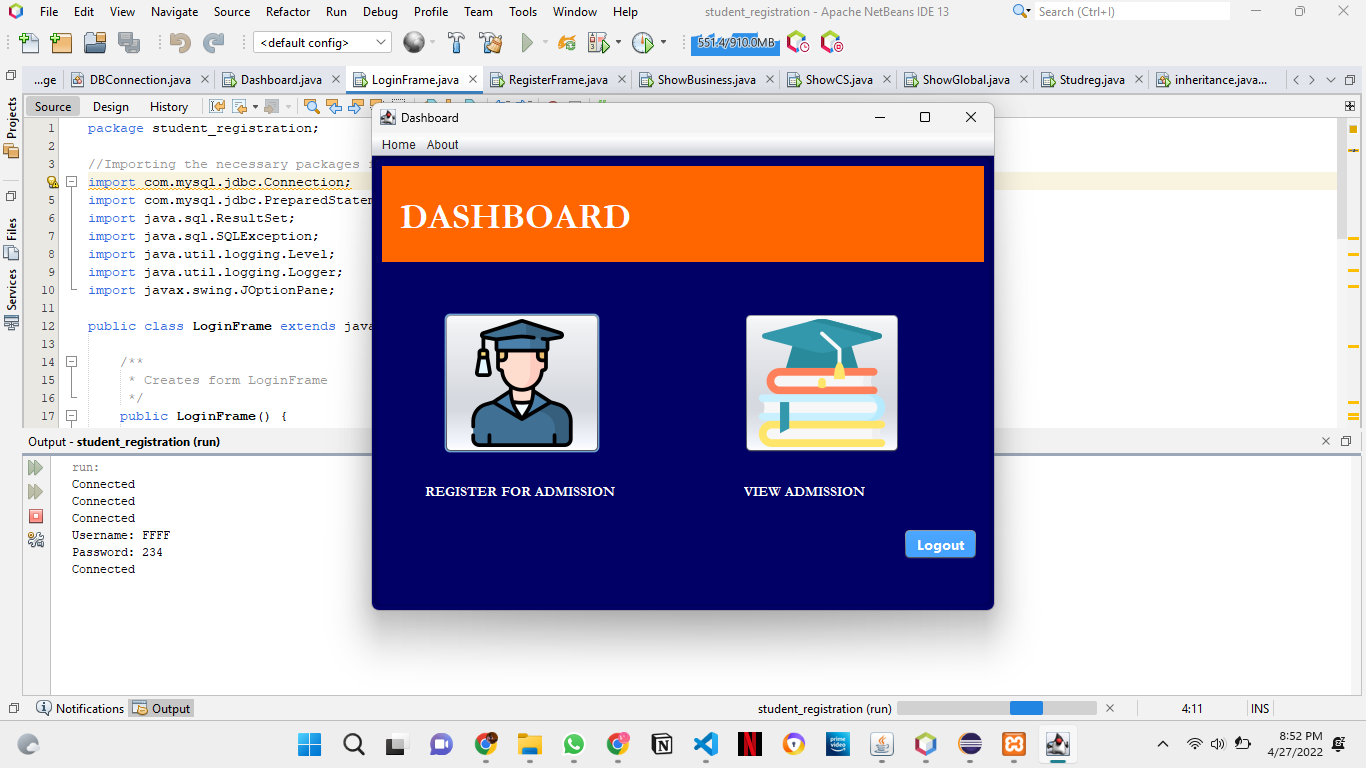 File Edit View Navigate Source Refactor Run Debug Profile Team Tools Window Help student_registration - Apache NetBeans IDE 13 Search (Ctrl+I)
<default config> 551.4/910.0MB
...ge DBConnection.java Dashboard.java LoginFrame.java RegisterFrame.java ShowBusiness.java ShowCS.java ShowGlobal.java Studreg.java inheritance.java...
Source Design History
Projects
Files
Services
1 package student_registration;
2
3 //Importing the necessary packages
4 import com.mysql.jdbc.Connection;
5 import com.mysql.jdbc.PreparedStatem
6 import java.sql.ResultSet;
7 import java.sql.SQLException;
8 import java.util.logging.Level;
9 import java.util.logging.Logger;
10 import javax.swing.JOptionPane;
11
12 public class LoginFrame extends java
13
14 /**
15 * Creates form LoginFrame
16 */
17 public LoginFrame() {
Dashboard
Home About
DASHBOARD
REGISTER FOR ADMISSION VIEW ADMISSION
Logout
Output - student_registration (run)
run:
Connected
Connected
Connected
Username: FFFF
Password: 234
Connected
Notifications Output student_registration (run) 4:11 INS
prime video
8:52 PM
4/27/2022